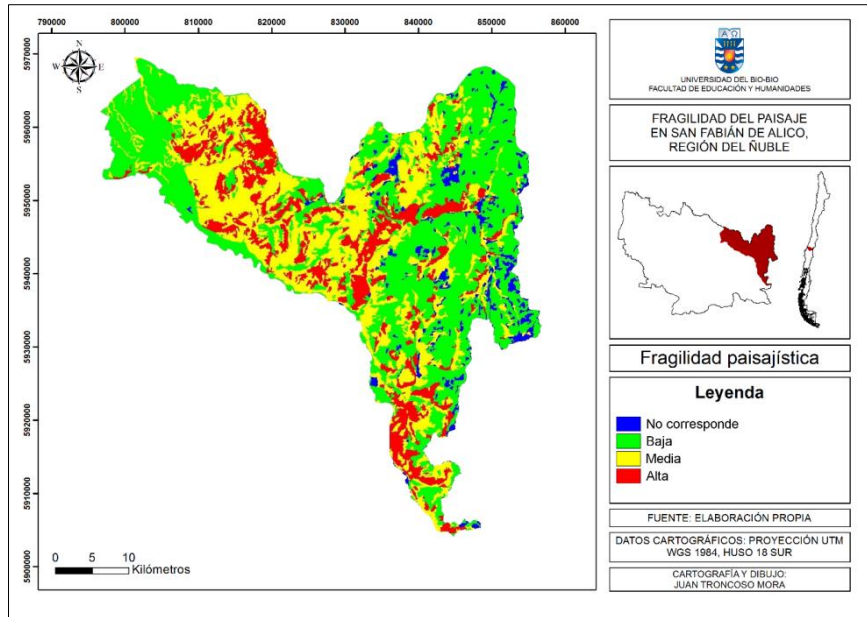 790000 800000 810000 820000 830000 840000 850000 860000
5970000
5960000
5950000
5940000
5930000
5920000
5910000
5900000
N
W E
S
0 5 10
Kilómetros
UNIVERSIDAD DEL BIO-BIO
FACULTAD DE EDUCACIÓN Y HUMANIDADES
FRAGILIDAD DEL PAISAJE
EN SAN FABIÁN DE ALICO,
REGIÓN DEL ÑUBLE
Fragilidad paisajística
Leyenda
No corresponde
Baja
Media
Alta
FUENTE: ELABORACIÓN PROPIA
DATOS CARTOGRÁFICOS: PROYECCIÓN UTM
WGS 1984, HUSO 18 SUR
CARTOGRAFÍA Y DIBUJO:
JUAN TRONCOSO MORA